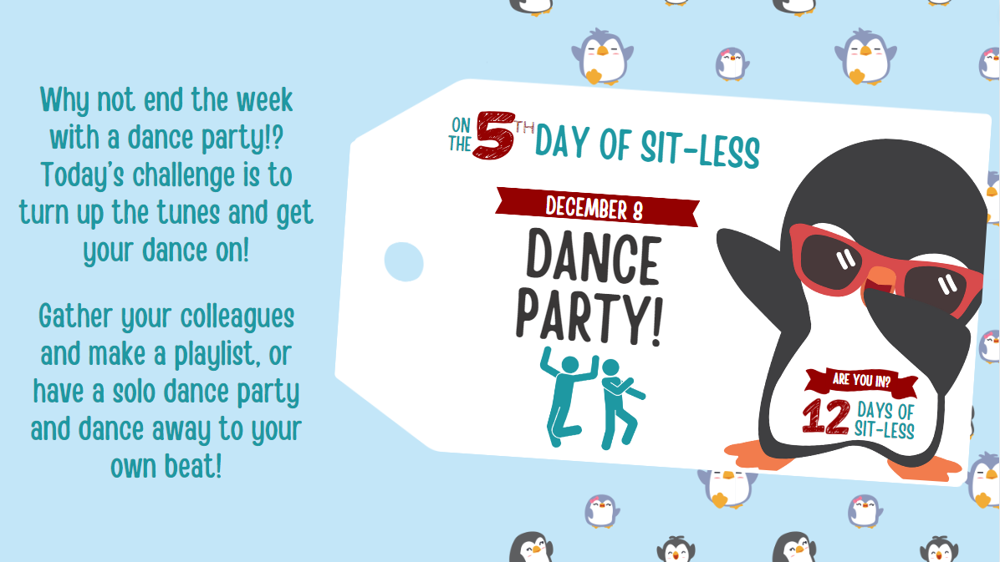 Why not end the week
with a dance party!?
Today's challenge is to
turn up the tunes and get
your dance on!
Gather your colleagues
and make a playlist, or
have a solo dance party
and dance away to your
own beat!
ON THE 5TH DAY OF SIT-LESS
DECEMBER 8
DANCE
PARTY!
ARE YOU IN?
12 DAYS OF SIT-LESS